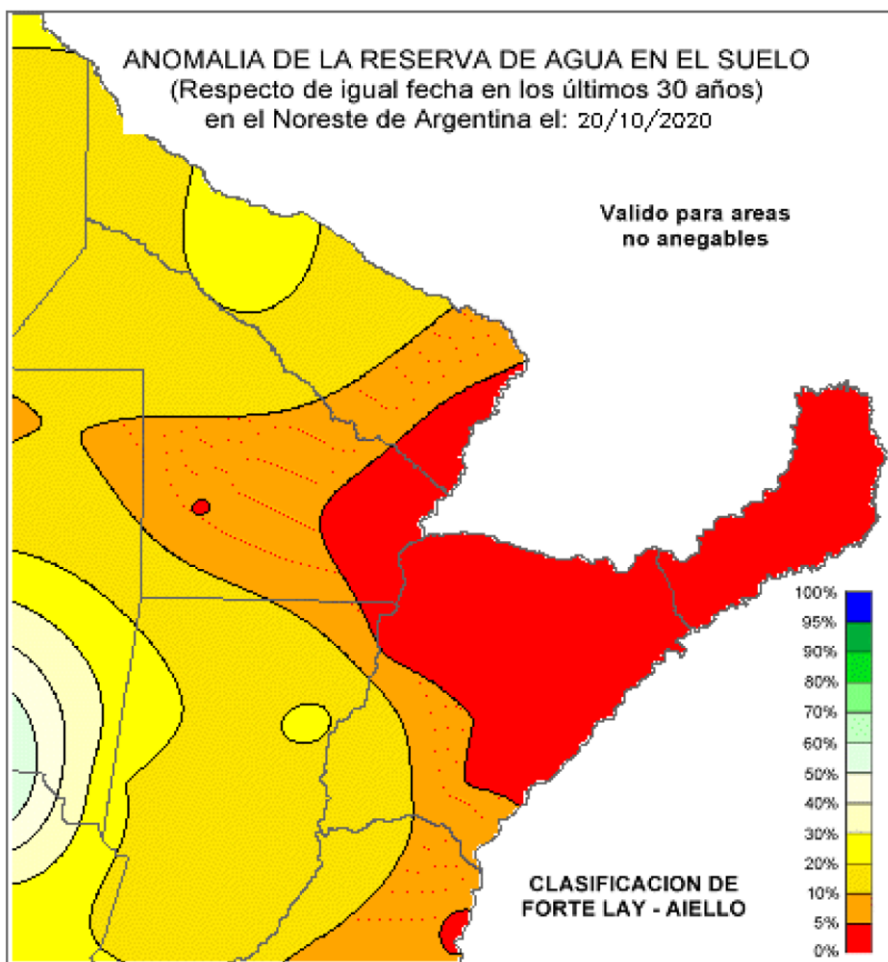 ANOMALIA DE LA RESERVA DE AGUA EN EL SUELO
(Respecto de igual fecha en los últimos 30 años)
en el Noreste de Argentina el: 20/10/2020
Valido para areas
no anegables
100%
95%
90%
80%
70%
60%
50%
40%
30%
20%
10%
5%
0%
CLASIFICACION DE
FORTE LAY - AIELLO